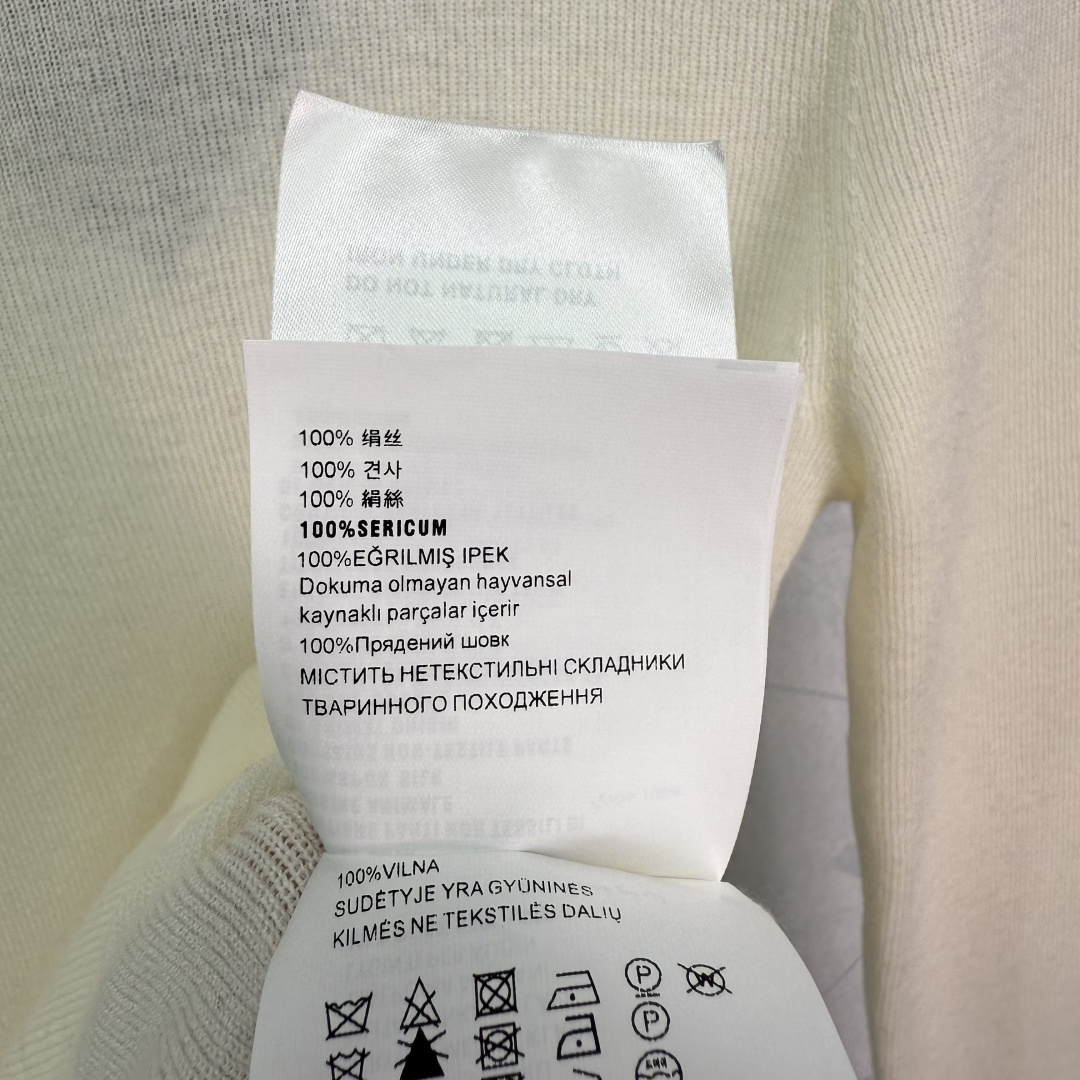 100% 绢丝
100% 견사
100% 絹絲
100%SERICUM
100%EĞRILMIŞ IPEK
Dokuma olmayan hayvansal
kaynaklı parçalar içerir
100%Прядений шовк
МІСТИТЬ НЕТЕКСТИЛЬНІ СКЛАДНИКИ
ТВАРИННОГО ПОХОДЖЕННЯ
100%VILNA
SUDĖTYJE YRA GYŪNINĖS
KILMĖS NE TEKSTILĖS DALIŲ
P W
P